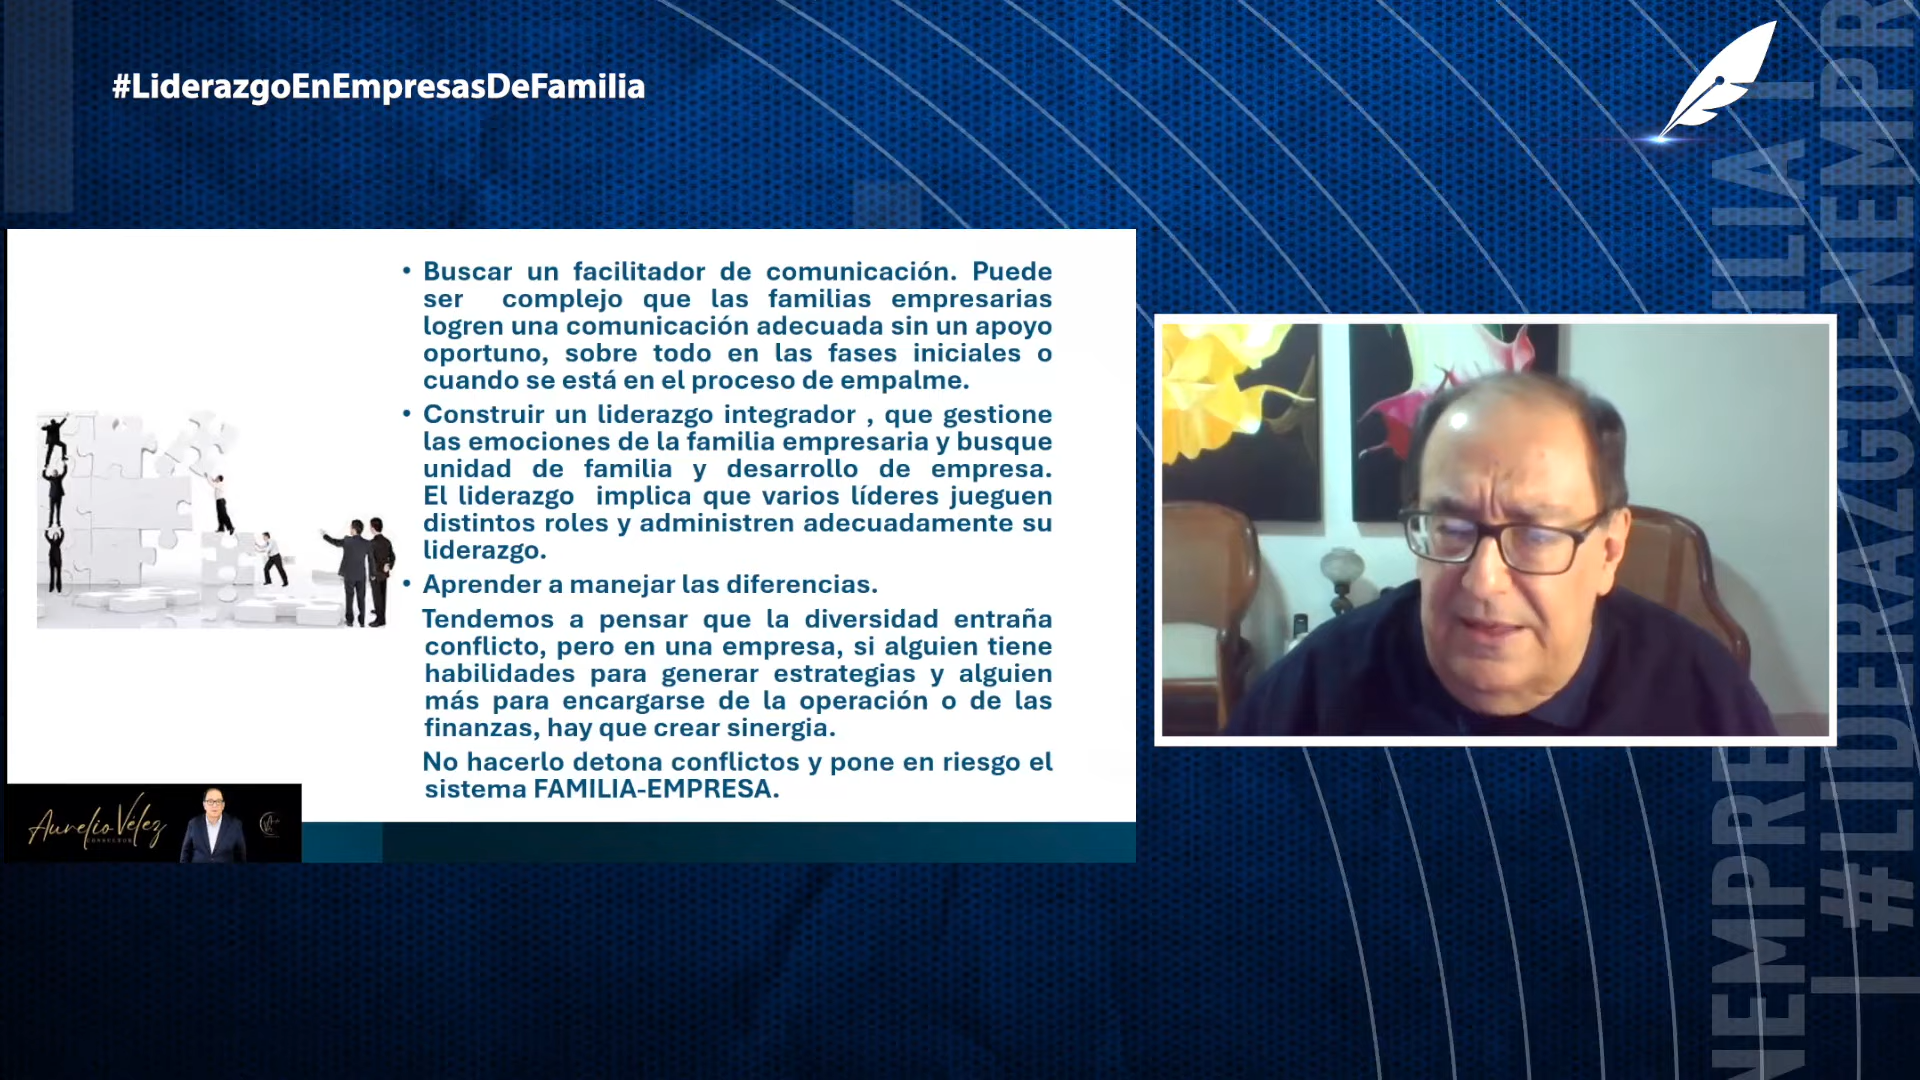 #LiderazgoEnEmpresasDeFamilia
• Buscar un facilitador de comunicación. Puede
ser complejo que las familias empresarias
logren una comunicación adecuada sin un apoyo
oportuno, sobre todo en las fases iniciales o
cuando se está en el proceso de empalme.
• Construir un liderazgo integrador , que gestione
las emociones de la familia empresaria y busque
unidad de familia y desarrollo de empresa.
El liderazgo implica que varios líderes jueguen
distintos roles y administren adecuadamente su
liderazgo.
• Aprender a manejar las diferencias.
Tendemos a pensar que la diversidad entraña
conflicto, pero en una empresa, si alguien tiene
habilidades para generar estrategias y alguien
más para encargarse de la operación o de las
finanzas, hay que crear sinergia.
No hacerlo detona conflictos y pone en riesgo el
sistema FAMILIA-EMPRESA.
Aurelio Vélez
CONSULTOR
NEMPRE ILIA |
| #LIDERAZGOENEMPR